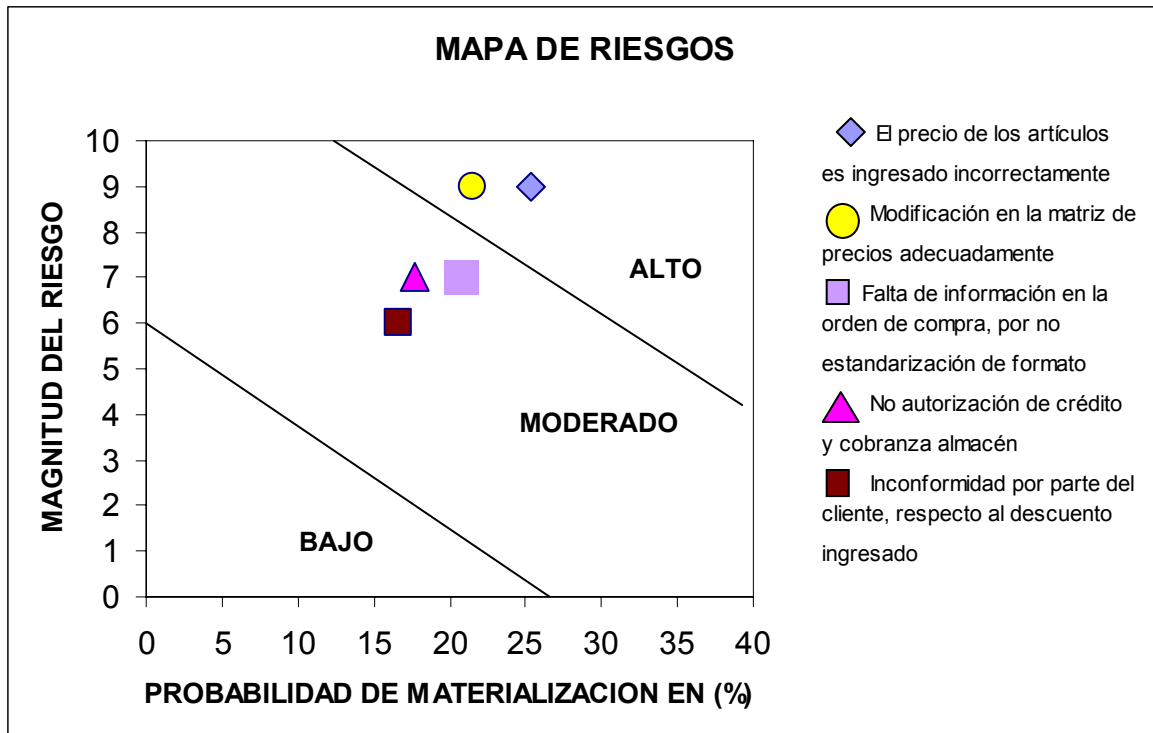 MAPA DE RIESGOS
MAGNITUD DEL RIESGO
10
9
8
7
6
5
4
3
2
1
0
ALTO
MODERADO
BAJO
0 5 10 15 20 25 30 35 40
PROBABILIDAD DE MATERIALIZACION EN (%)
El precio de los artículos
es ingresado incorrectamente
Modificación en la matriz de
precios adecuadamente
Falta de información en la
orden de compra, por no
estandarización de formato
No autorización de crédito
y cobranza almacén
Inconformidad por parte del
cliente, respecto al descuento
ingresado